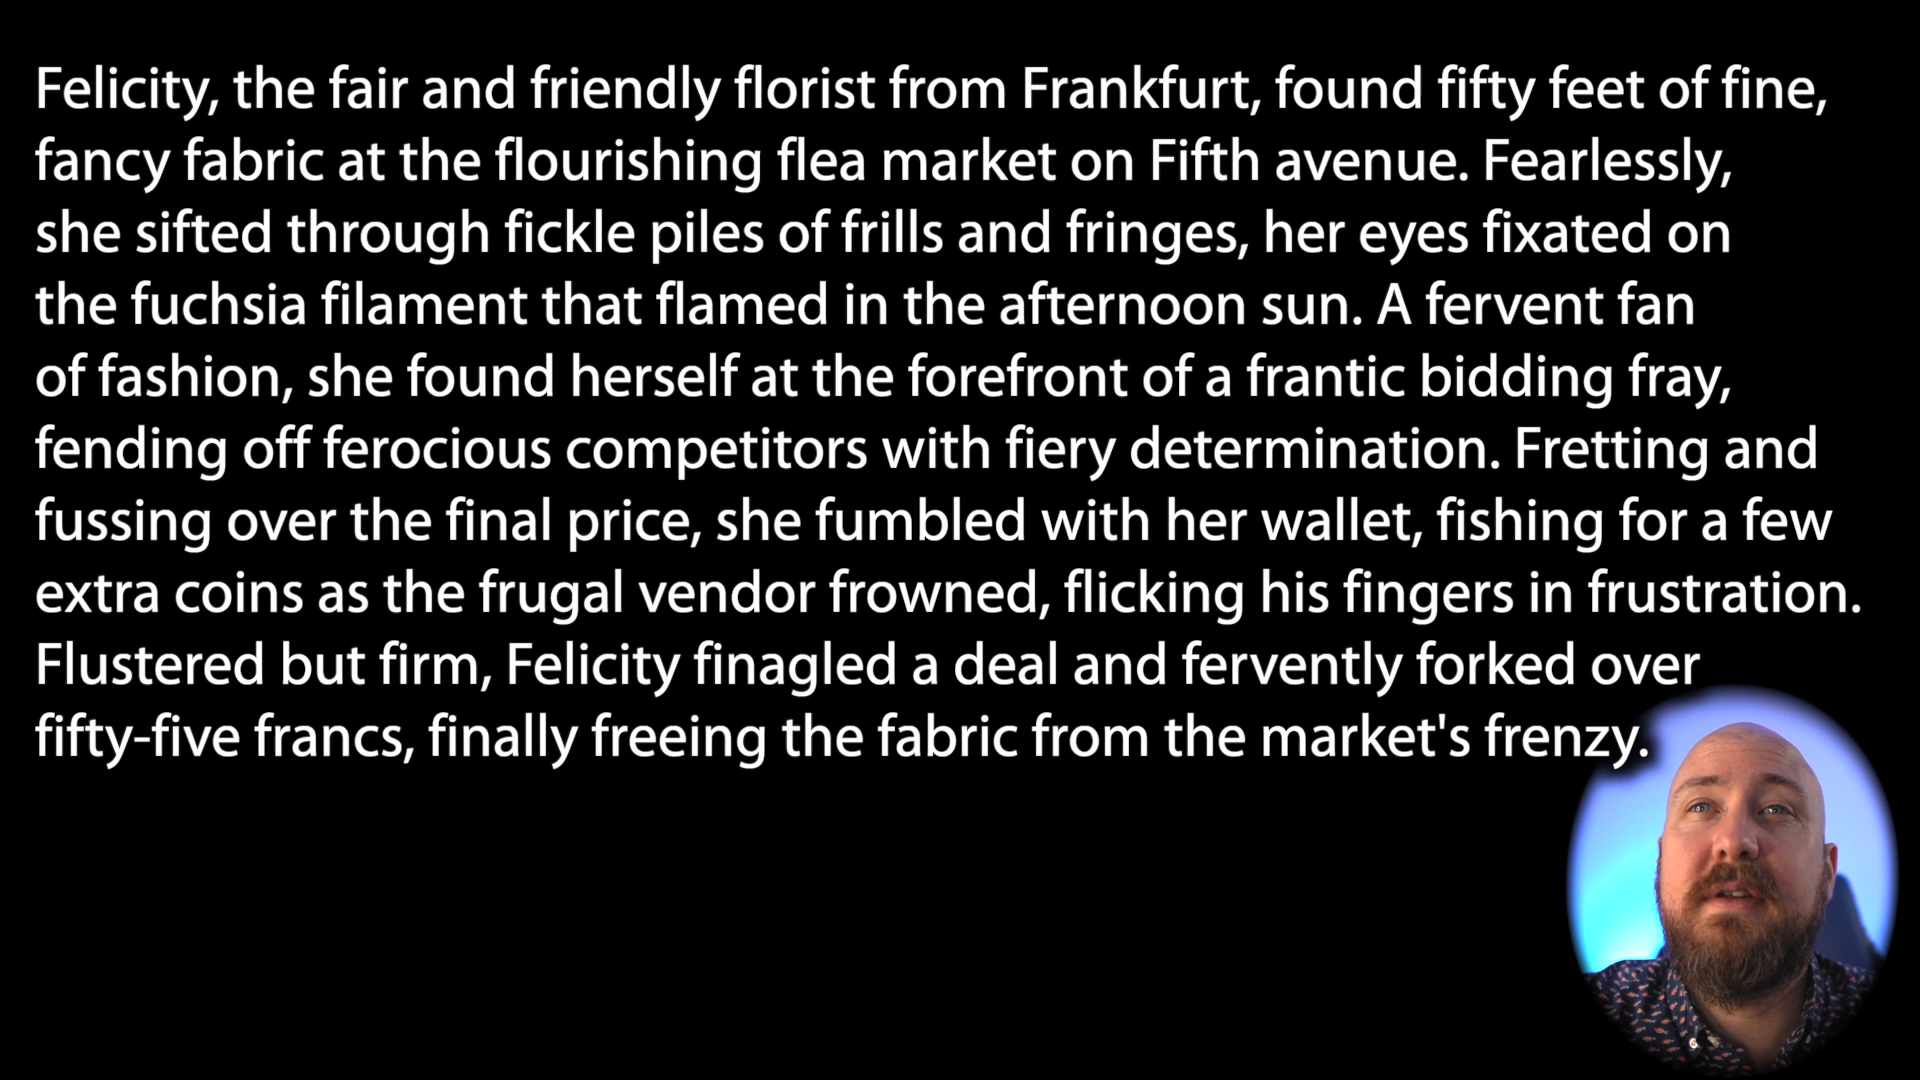 Felicity, the fair and friendly florist from Frankfurt, found fifty feet of fine,
fancy fabric at the flourishing flea market on Fifth avenue. Fearlessly,
she sifted through fickle piles of frills and fringes, her eyes fixated on
the fuchsia filament that flamed in the afternoon sun. A fervent fan
of fashion, she found herself at the forefront of a frantic bidding fray,
fending off ferocious competitors with fiery determination. Fretting and
fussing over the final price, she fumbled with her wallet, fishing for a few
extra coins as the frugal vendor frowned, flicking his fingers in frustration.
Flustered but firm, Felicity finagled a deal and fervently forked over
fifty-five francs, finally freeing the fabric from the market's frenzy.